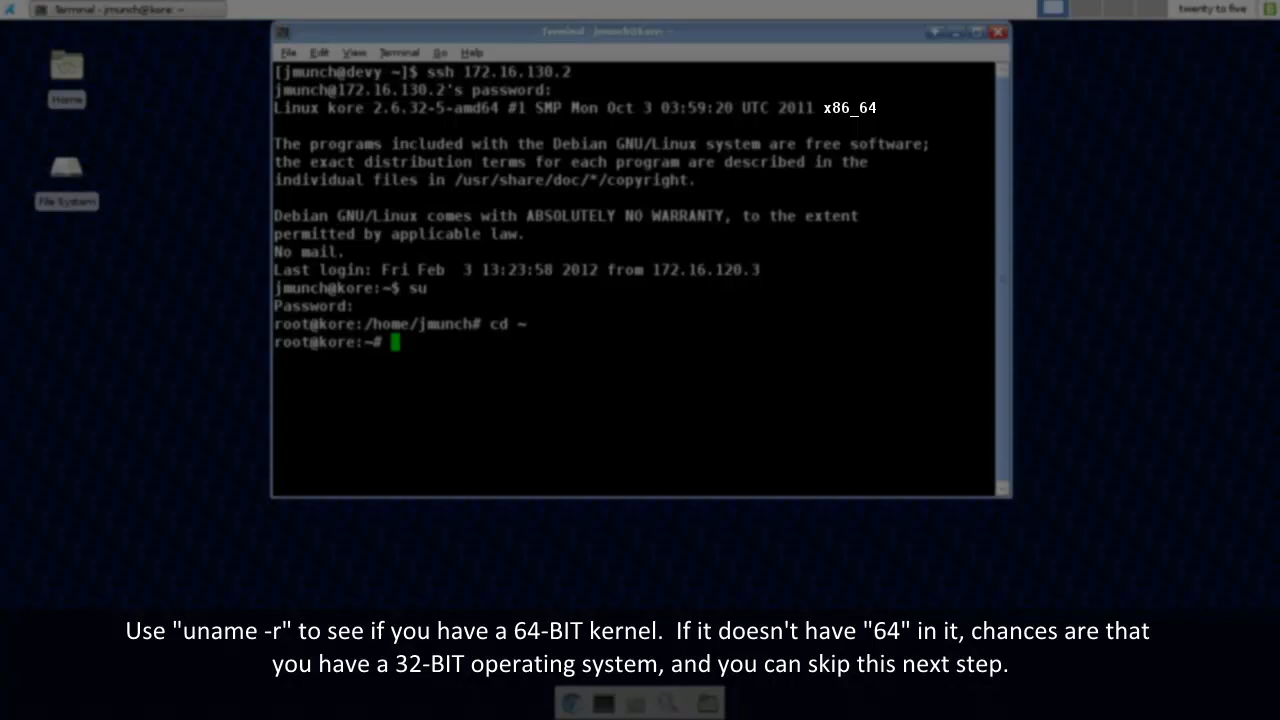 Terminal - jmunch@kore: ~
twenty to five
Terminal - jmunch@kore: ~
File Edit View Terminal Go Help
Home
File System
[jmunch@devy ~]$ ssh 172.16.130.2
jmunch@172.16.130.2's password:
Linux kore 2.6.32-5-amd64 #1 SMP Mon Oct 3 03:59:20 UTC 2011 x86_64
The programs included with the Debian GNU/Linux system are free software;
the exact distribution terms for each program are described in the
individual files in /usr/share/doc/*/copyright.
Debian GNU/Linux comes with ABSOLUTELY NO WARRANTY, to the extent
permitted by applicable law.
No mail.
Last login: Fri Feb  3 13:23:58 2012 from 172.16.120.3
jmunch@kore:~$ su
Password:
root@kore:/home/jmunch# cd ~
root@kore:~#
Use "uname -r" to see if you have a 64-BIT kernel.  If it doesn't have "64" in it, chances are that
you have a 32-BIT operating system, and you can skip this next step.